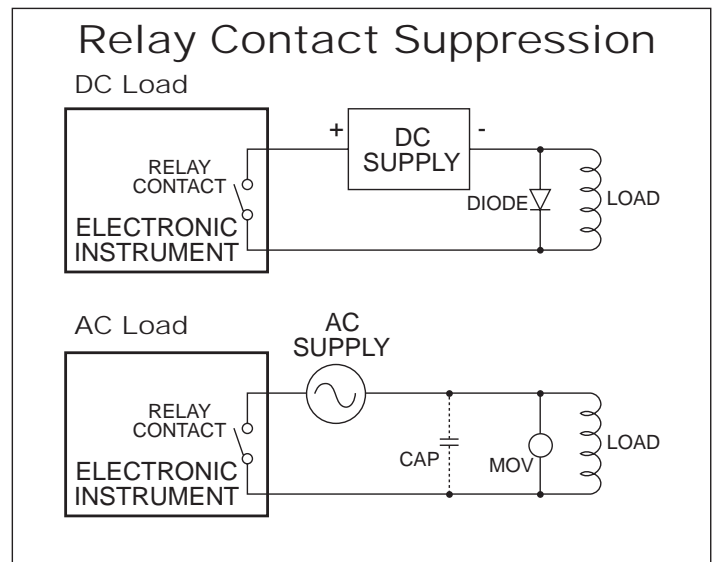 Relay Contact Suppression
DC Load
+
DC
SUPPLY
-
RELAY
CONTACT
ELECTRONIC
INSTRUMENT
DIODE
LOAD
AC Load
AC
SUPPLY
RELAY
CONTACT
ELECTRONIC
INSTRUMENT
CAP
MOV
LOAD